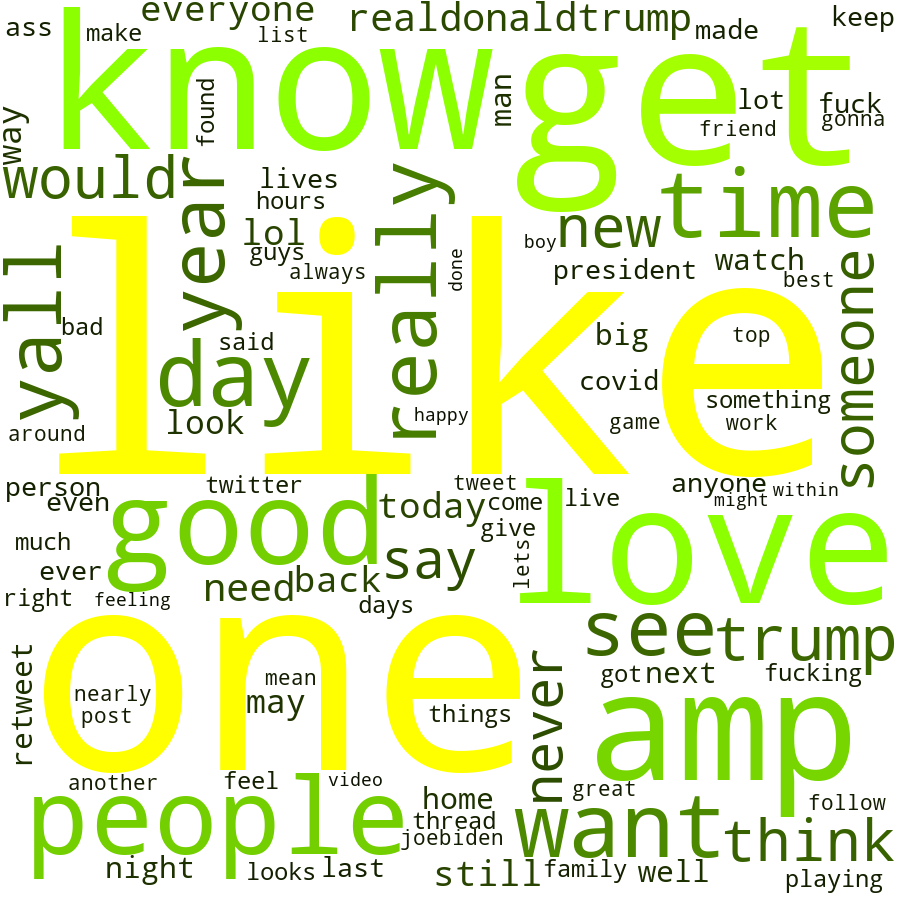 everyone
realdonaldtrump
keep
ass
make
list
made
know
get
man
found
lot
fuck
gonna
friend
way
would
year
lives
hours
really
time
lol
guys
always
new
boy
done
president
watch
best
someone
yall
bad
day
said
like
big
top
covid
something
look
happy
game
work
around
person
even
twitter
good
today
tweet
come
live
anyone
might
within
give
love
lets
much
ever
say
need
back
right
feeling
days
see
trump
one
retweet
nearly
post
mean
may
things
never
got
next
fucking
amp
another
feel
video
people
home
thread
joebiden
great
want
think
follow
night
looks
last
still
family
well
playing